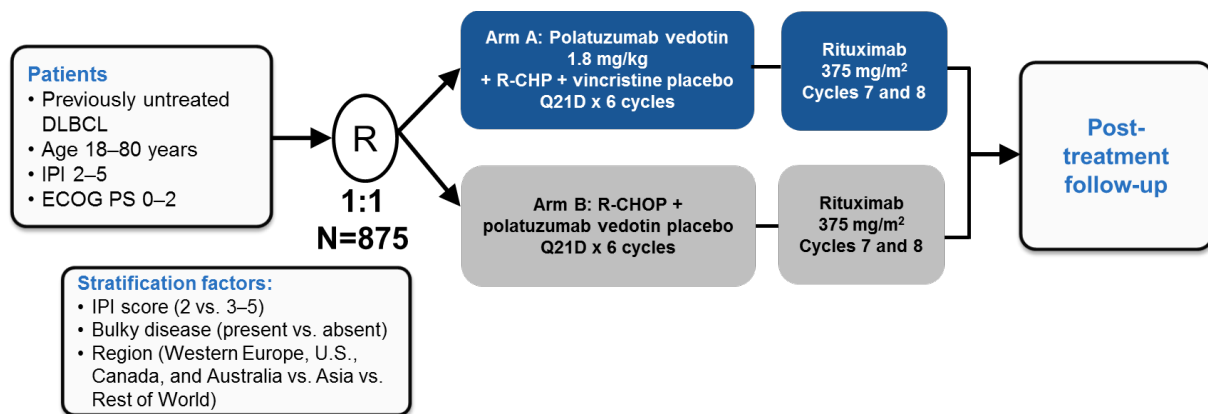 Patients
• Previously untreated
DLBCL
• Age 18–80 years
• IPI 2–5
• ECOG PS 0–2
R
1:1
N=875
Stratification factors:
• IPI score (2 vs. 3–5)
• Bulky disease (present vs. absent)
• Region (Western Europe, U.S.,
Canada, and Australia vs. Asia vs.
Rest of World)
Arm A: Polatuzumab vedotin
1.8 mg/kg
+ R-CHP + vincristine placebo
Q21D x 6 cycles
Rituximab
375 mg/m²
Cycles 7 and 8
Arm B: R-CHOP +
polatuzumab vedotin placebo
Q21D x 6 cycles
Rituximab
375 mg/m²
Cycles 7 and 8
Post-
treatment
follow-up